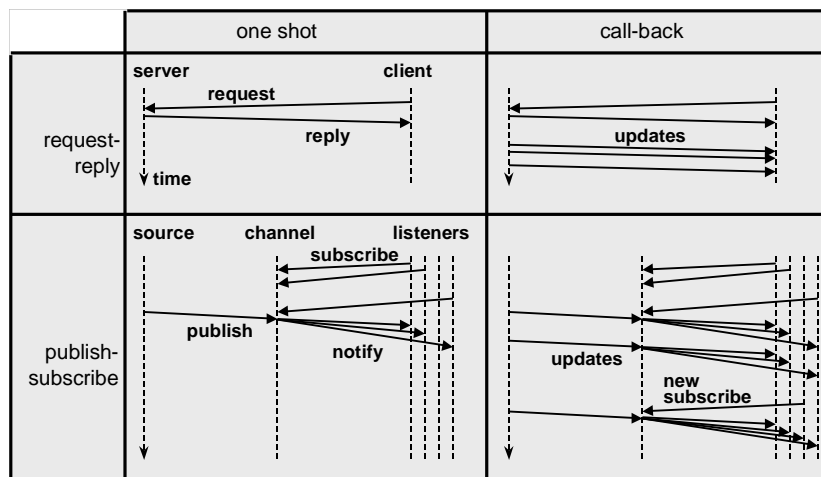 one shot
call-back
request-
reply
server
client
request
reply
time
updates
publish-
subscribe
source
channel
listeners
subscribe
publish
notify
updates
new
subscribe